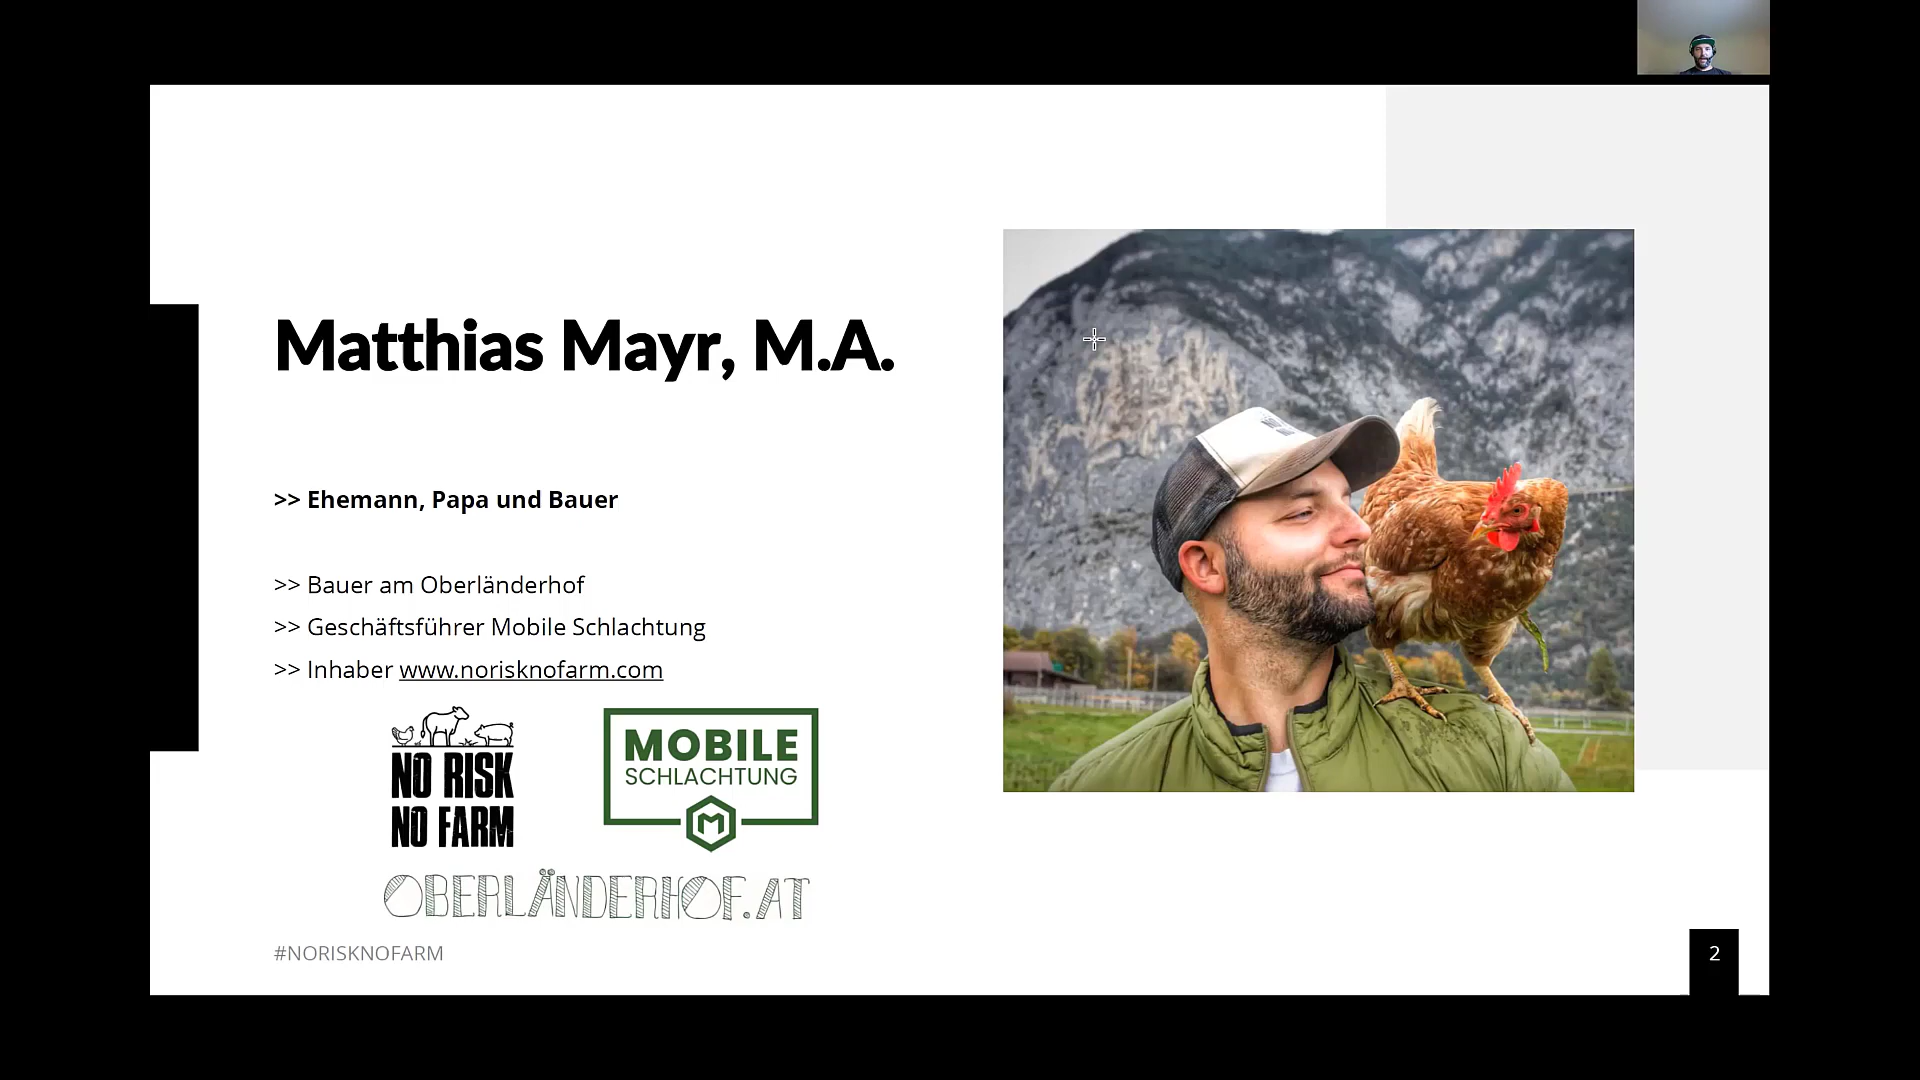 Matthias Mayr, M.A.
>> Ehemann, Papa und Bauer
>> Bauer am Oberländerhof
>> Geschäftsführer Mobile Schlachtung
>> Inhaber www.norisknofarm.com
NO RISK
NO FARM
MOBILE
SCHLACHTUNG
M
OBERLÄNDERHOF.AT
#NORISKNOFARM
2